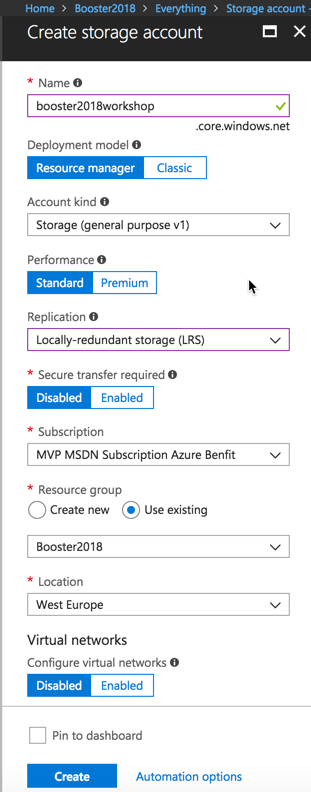 Home > Booster2018 > Everything > Storage account
Create storage account
* Name
booster2018workshop
.core.windows.net
Deployment model
Resource manager Classic
Account kind
Storage (general purpose v1)
Performance
Standard Premium
Replication
Locally-redundant storage (LRS)
* Secure transfer required
Disabled Enabled
* Subscription
MVP MSDN Subscription Azure Benfit
* Resource group
Create new Use existing
Booster2018
* Location
West Europe
Virtual networks
Configure virtual networks
Disabled Enabled
Pin to dashboard
Create Automation options